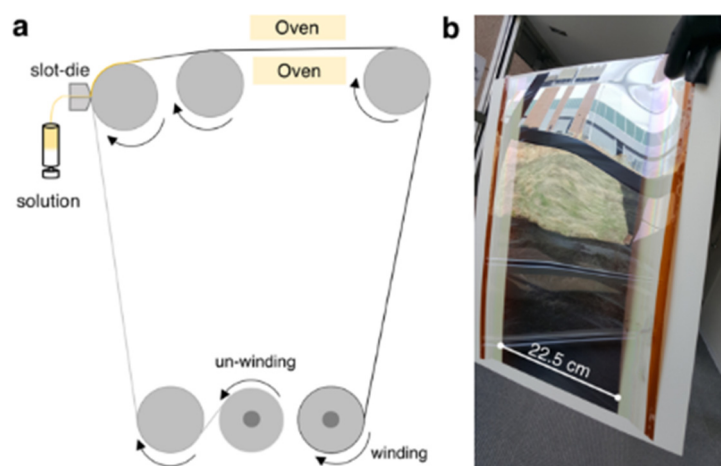 a
Oven
slot-die
Oven
solution
un-winding
winding
b
22.5 cm